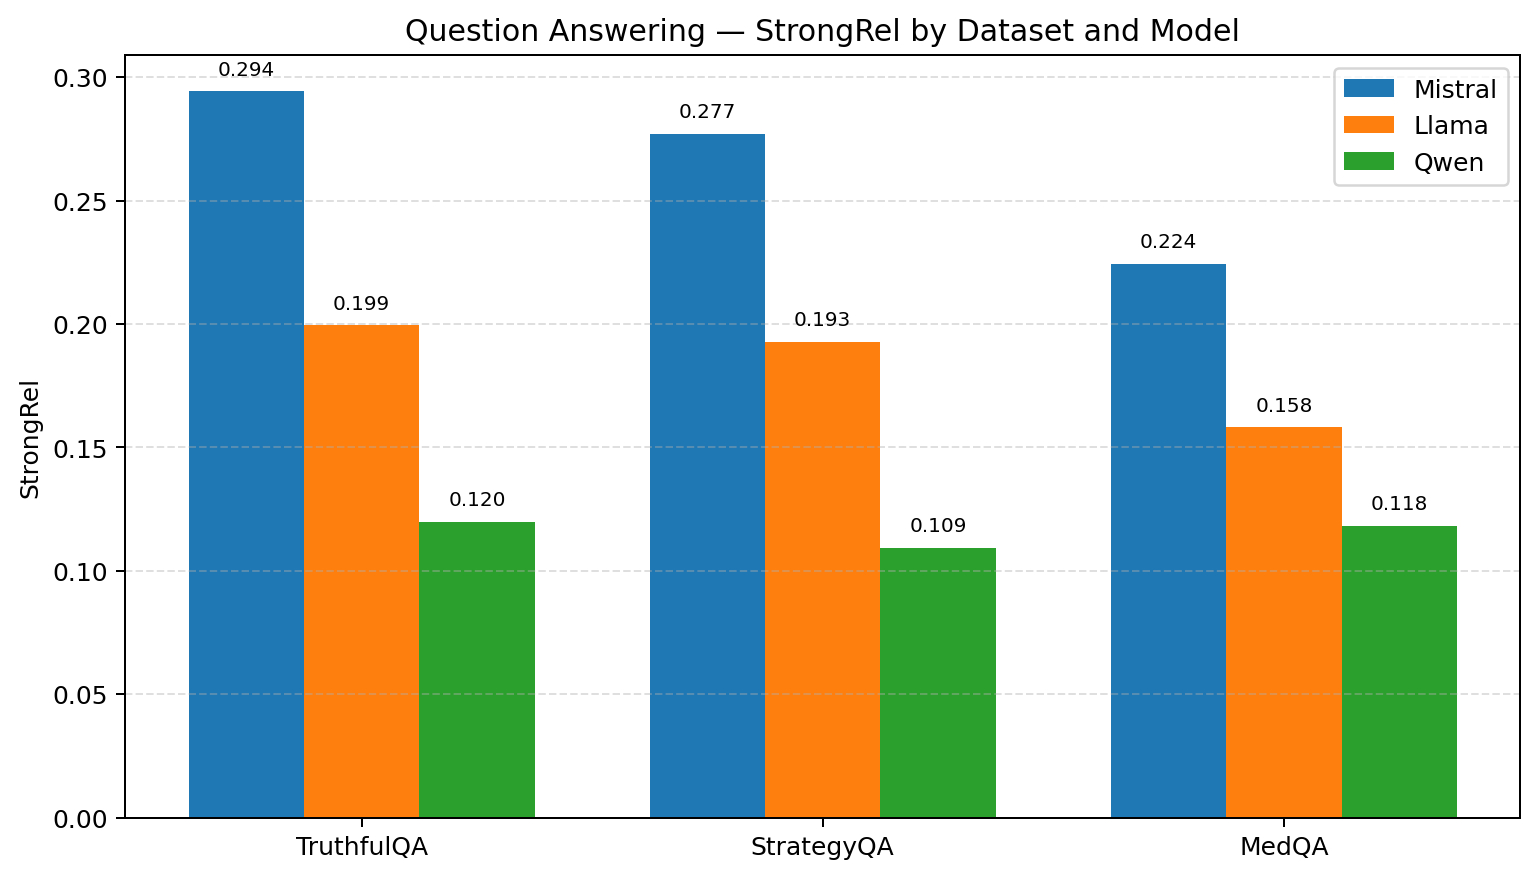 Question Answering — StrongRel by Dataset and Model
StrongRel
0.30
0.25
0.20
0.15
0.10
0.05
0.00
0.294
0.199
0.120
0.277
0.193
0.109
0.224
0.158
0.118
Mistral
Llama
Qwen
TruthfulQA
StrategyQA
MedQA